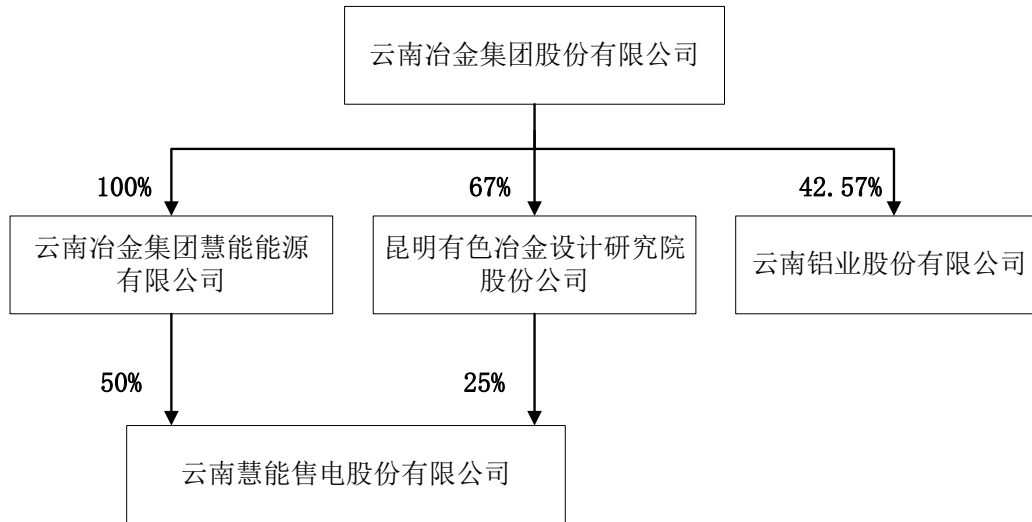 云南冶金集团股份有限公司
100%
67%
42.57%
云南冶金集团慧能能源
有限公司
昆明有色冶金设计研究院
股份公司
云南铝业股份有限公司
50%
25%
云南慧能售电股份有限公司